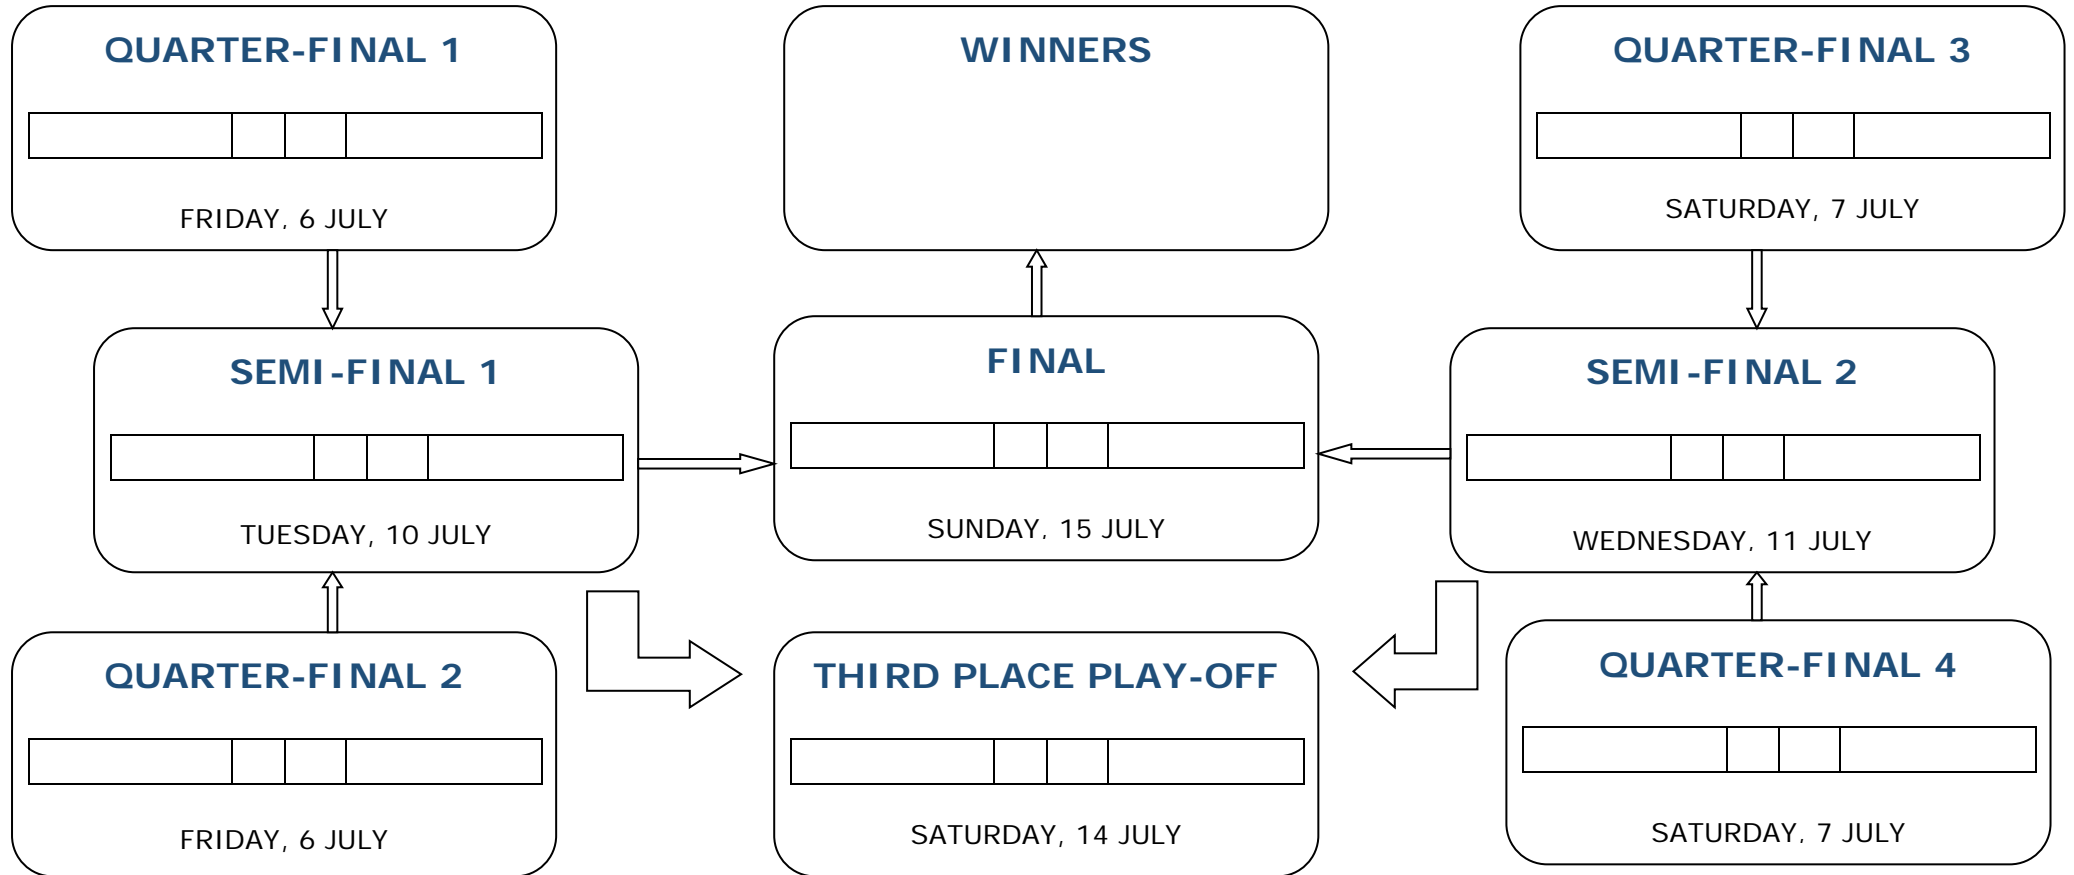 QUARTER-FINAL 1
WINNERS
QUARTER-FINAL 3
FRIDAY, 6 JULY
SATURDAY, 7 JULY
SEMI-FINAL 1
FINAL
SEMI-FINAL 2
TUESDAY, 10 JULY
SUNDAY, 15 JULY
WEDNESDAY, 11 JULY
QUARTER-FINAL 2
THIRD PLACE PLAY-OFF
QUARTER-FINAL 4
FRIDAY, 6 JULY
SATURDAY, 14 JULY
SATURDAY, 7 JULY